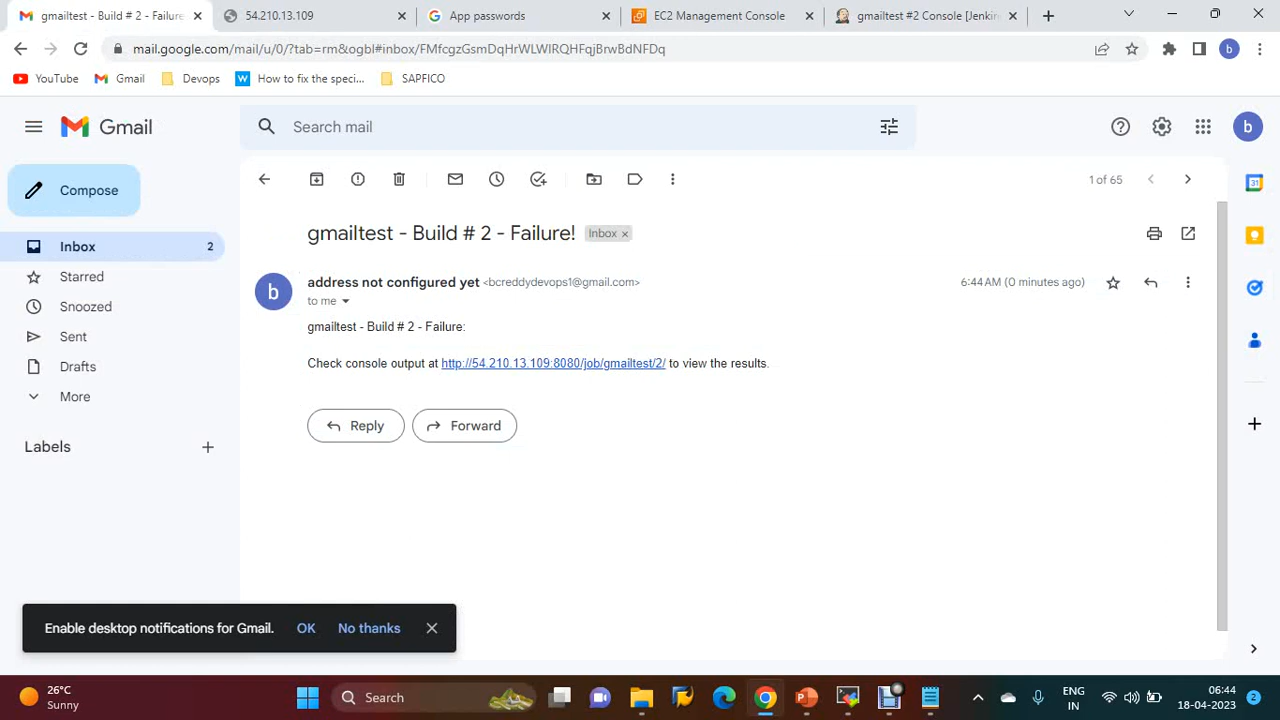 gmailtest - Build # 2 - Failure
54.210.13.109
App passwords
EC2 Management Console
gmailtest #2 Console [Jenkin
mail.google.com/mail/u/0/?tab=rm&ogbl#inbox/FMfcgzGsmDqHrWLWlRQHFqjBrwBdNFDq
b
YouTube
Gmail
Devops
How to fix the speci...
SAPFICO
Gmail
Search mail
b
Compose
1 of 65
gmailtest - Build # 2 - Failure!
Inbox ×
Inbox 2
Starred
Snoozed
Sent
Drafts
More
Labels
b
address not configured yet <bcreddydevops1@gmail.com>
6:44 AM (0 minutes ago)
to me
gmailtest - Build # 2 - Failure:
Check console output at http://54.210.13.109:8080/job/gmailtest/2/ to view the results.
Reply
Forward
31
Enable desktop notifications for Gmail. OK No thanks
26°C
Sunny
Search
ENG
IN
06:44
18-04-2023
2